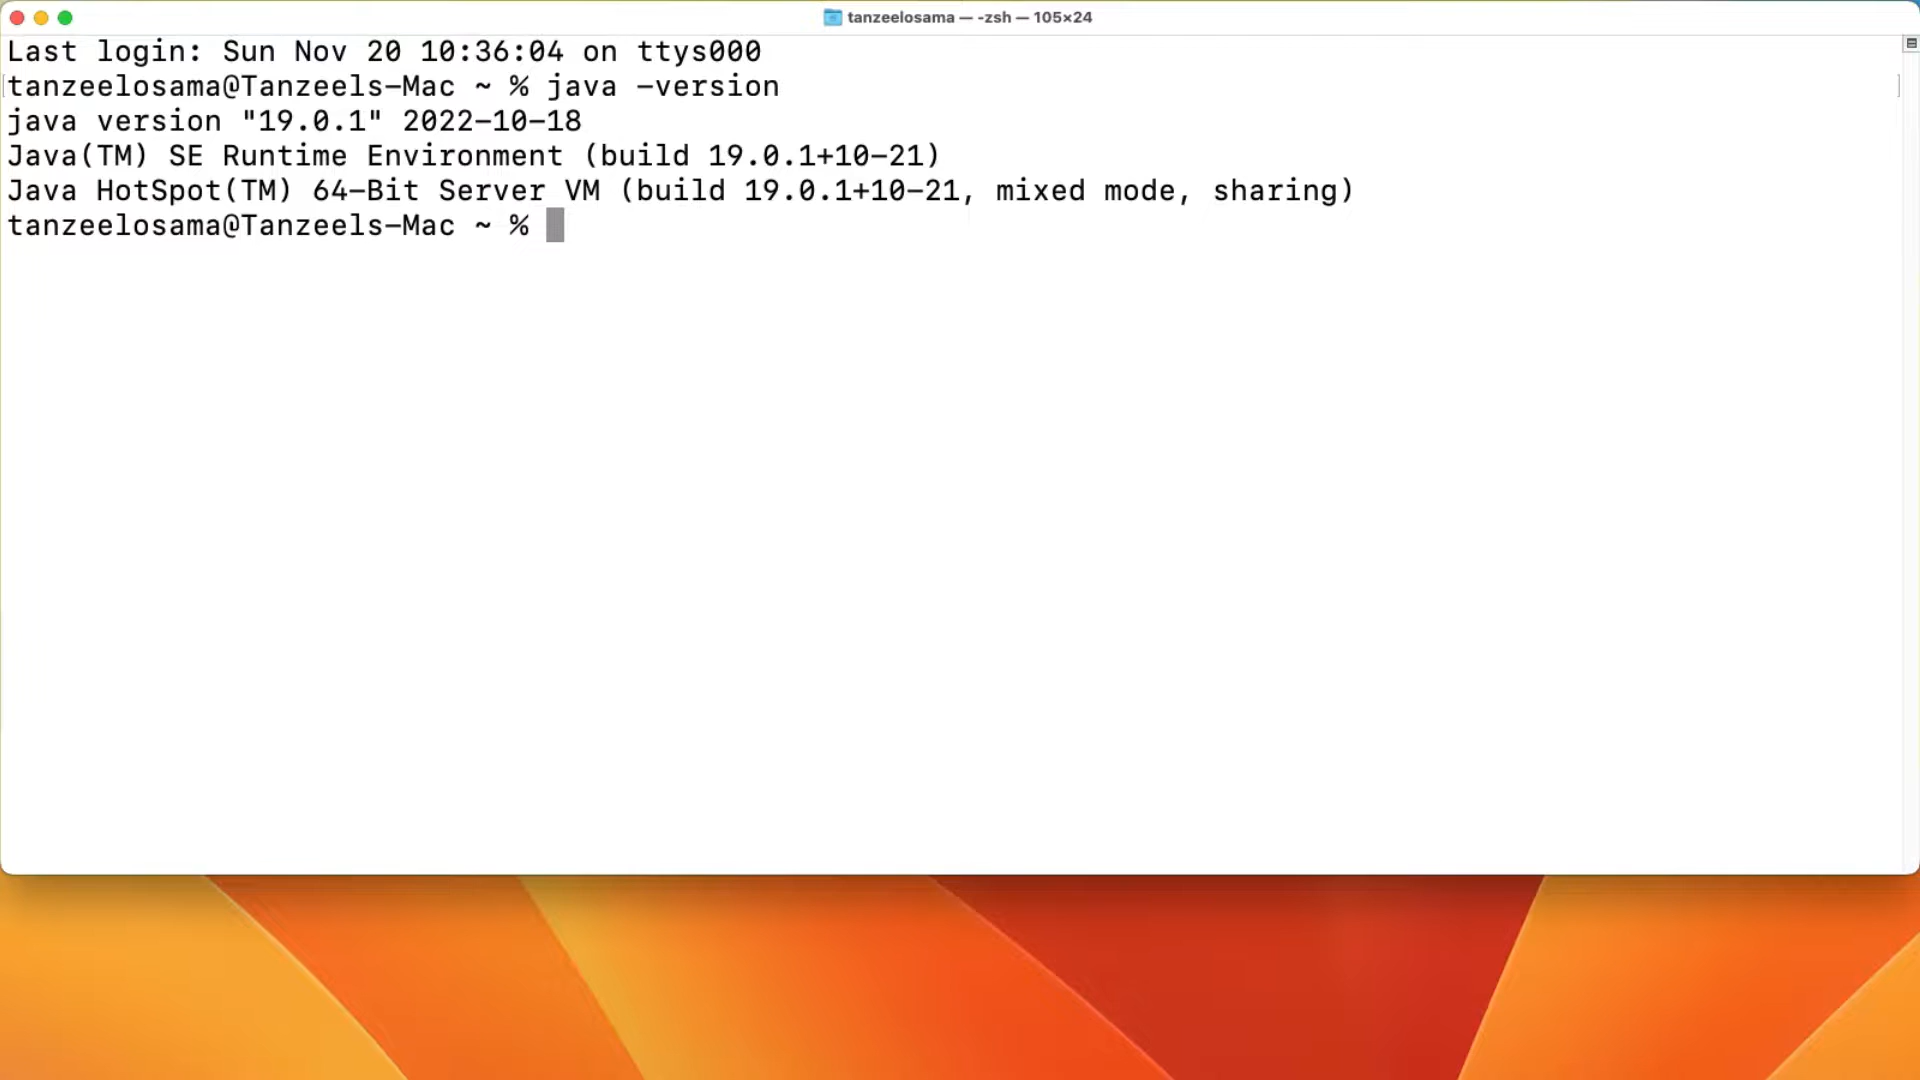 tanzeelosama — -zsh — 105×24
Last login: Sun Nov 20 10:36:04 on ttys000
tanzeelosama@Tanzeels-Mac ~ % java -version
java version "19.0.1" 2022-10-18
Java(TM) SE Runtime Environment (build 19.0.1+10-21)
Java HotSpot(TM) 64-Bit Server VM (build 19.0.1+10-21, mixed mode, sharing)
tanzeelosama@Tanzeels-Mac ~ %